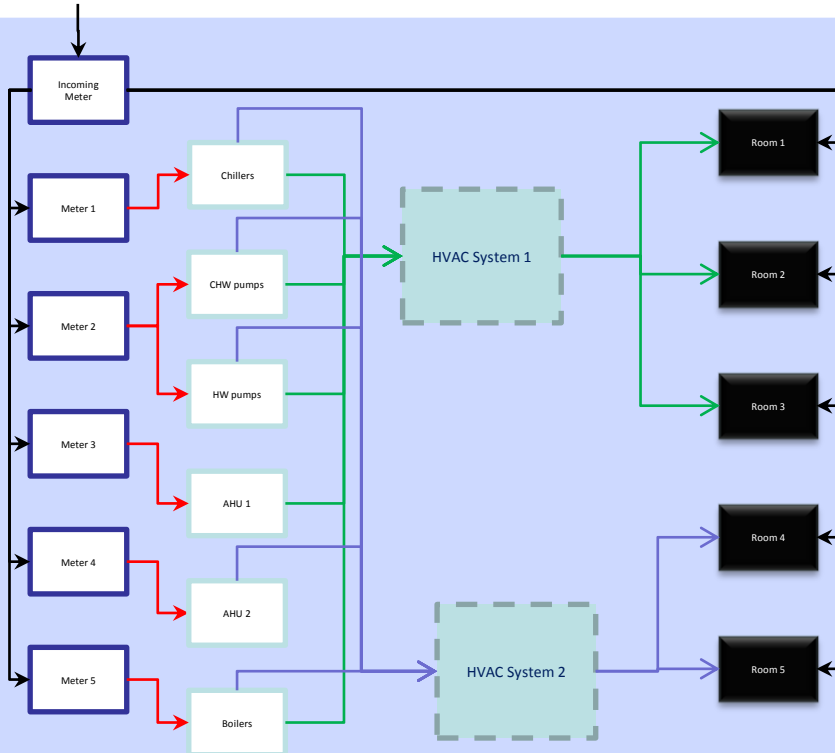 Incoming
Meter
Room 1
Chillers
Meter 1
HVAC System 1
Room 2
CHW pumps
Meter 2
HW pumps
Room 3
Meter 3
AHU 1
Room 4
Meter 4
AHU 2
Room 5
HVAC System 2
Meter 5
Boilers